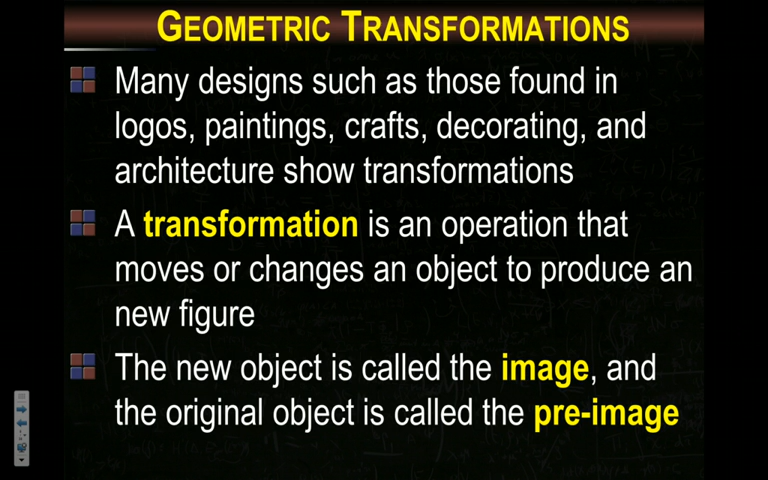 GEOMETRIC TRANSFORMATIONS
Many designs such as those found in
logos, paintings, crafts, decorating, and
architecture show transformations
A transformation is an operation that
moves or changes an object to produce an
new figure
The new object is called the image, and
the original object is called the pre-image